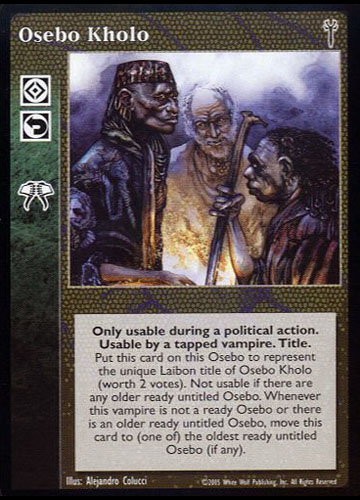 Osebo Kholo
Only usable during a political action.
Usable by a tapped vampire. Title.
Put this card on this Osebo to represent
the unique Laibon title of Osebo Kholo
(worth 2 votes). Not usable if there are
any older ready untitled Osebo. Whenever
this vampire is not a ready Osebo or there
is an older ready untitled Osebo, move this
card to (one of) the oldest ready untitled
Osebo (if any).
Illus: Alejandro Colucci
©2005 White Wolf Publishing, Inc. All Rights Reserved